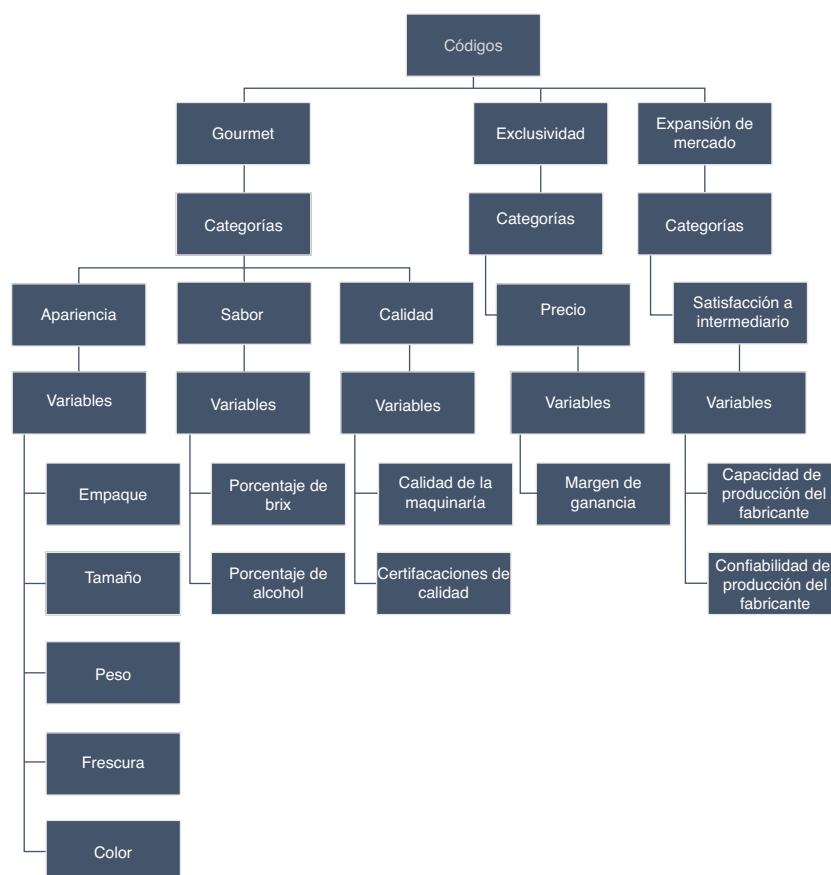 Códigos
Gourmet
Exclusividad
Expansión de
mercado
Categorías
Categorías
Categorías
Apariencia
Sabor
Calidad
Precio
Satisfacción a
intermediario
Variables
Variables
Variables
Variables
Variables
Empaque
Porcentaje de
brix
Calidad de la
maquinaría
Margen de
ganancia
Capacidad de
producción del
fabricante
Tamaño
Porcentaje de
alcohol
Certifacaciones de
calidad
Confiabilidad de
producción del
fabricante
Peso
Frescura
Color